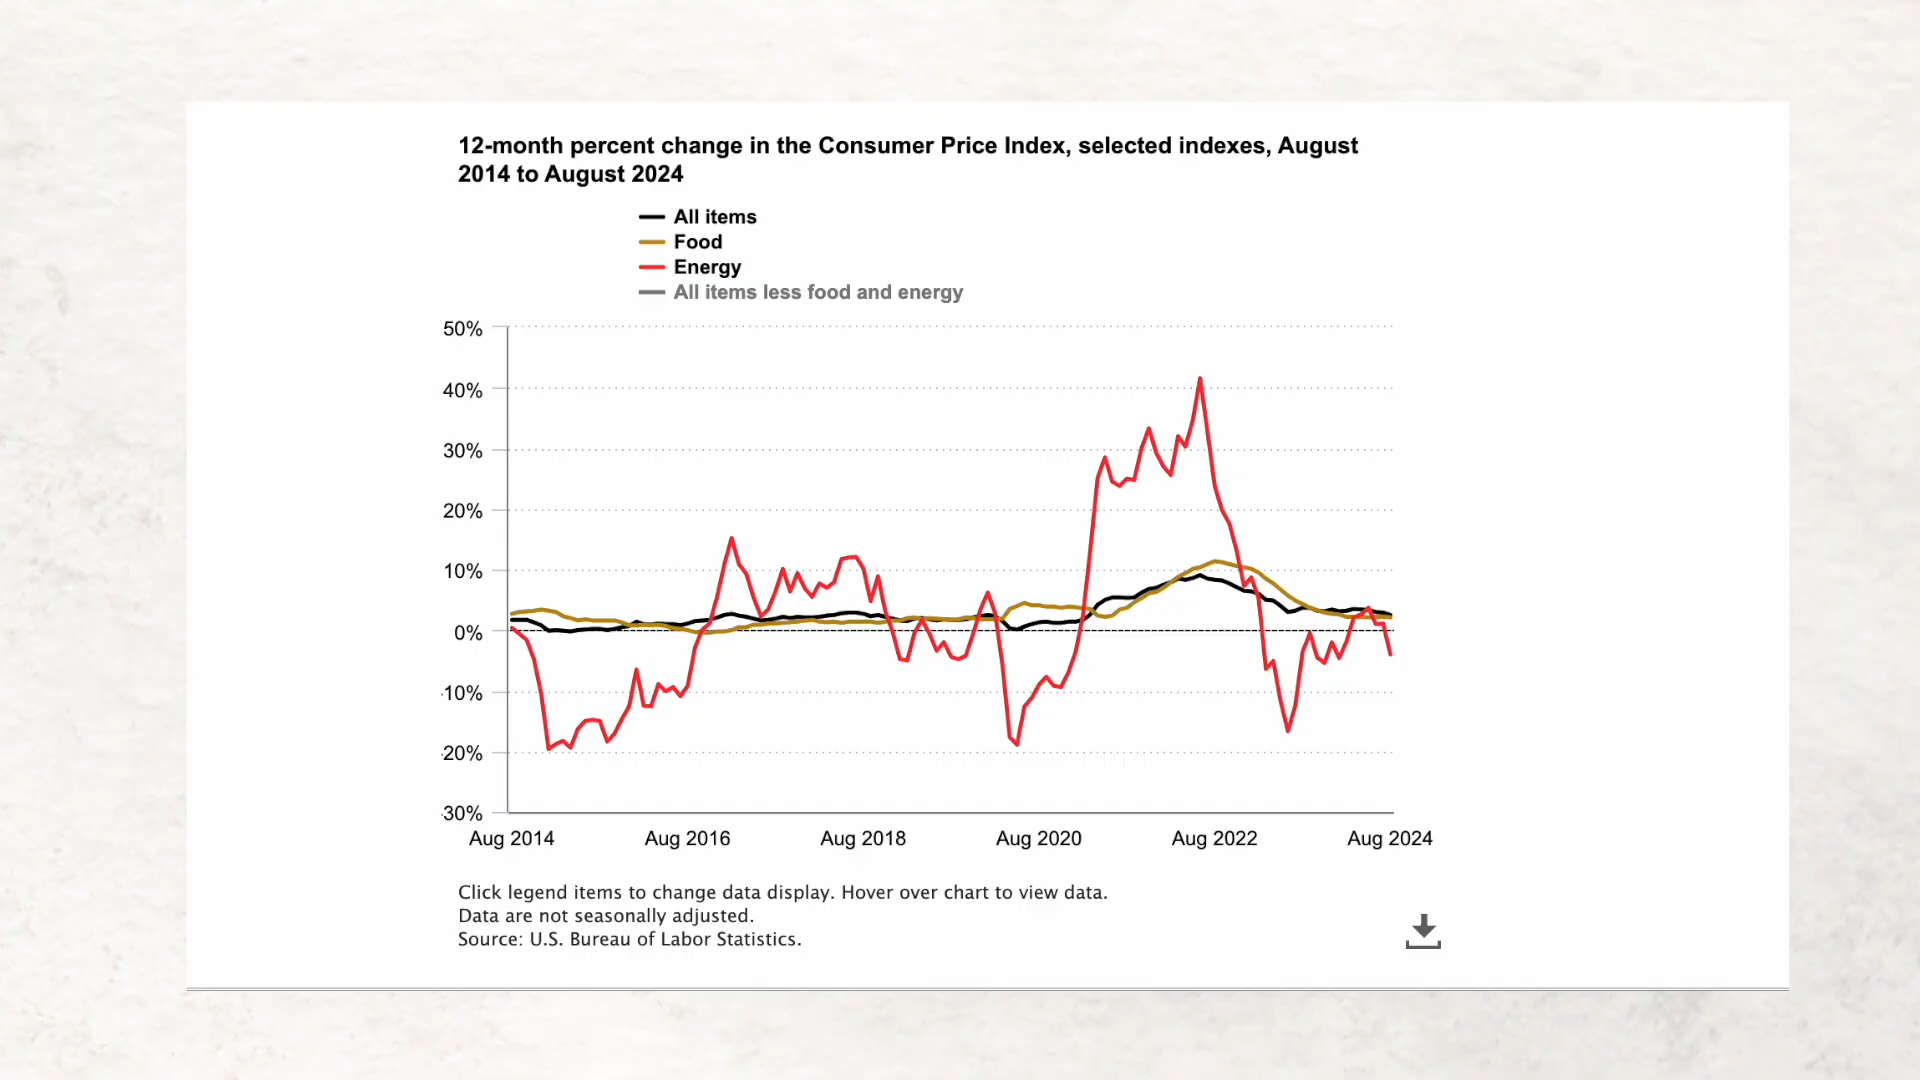 12-month percent change in the Consumer Price Index, selected indexes, August
2014 to August 2024
All items
Food
Energy
All items less food and energy
50%
40%
30%
20%
10%
0%
-10%
-20%
-30%
Aug 2014 Aug 2016 Aug 2018 Aug 2020 Aug 2022 Aug 2024
Click legend items to change data display. Hover over chart to view data.
Data are not seasonally adjusted.
Source: U.S. Bureau of Labor Statistics.